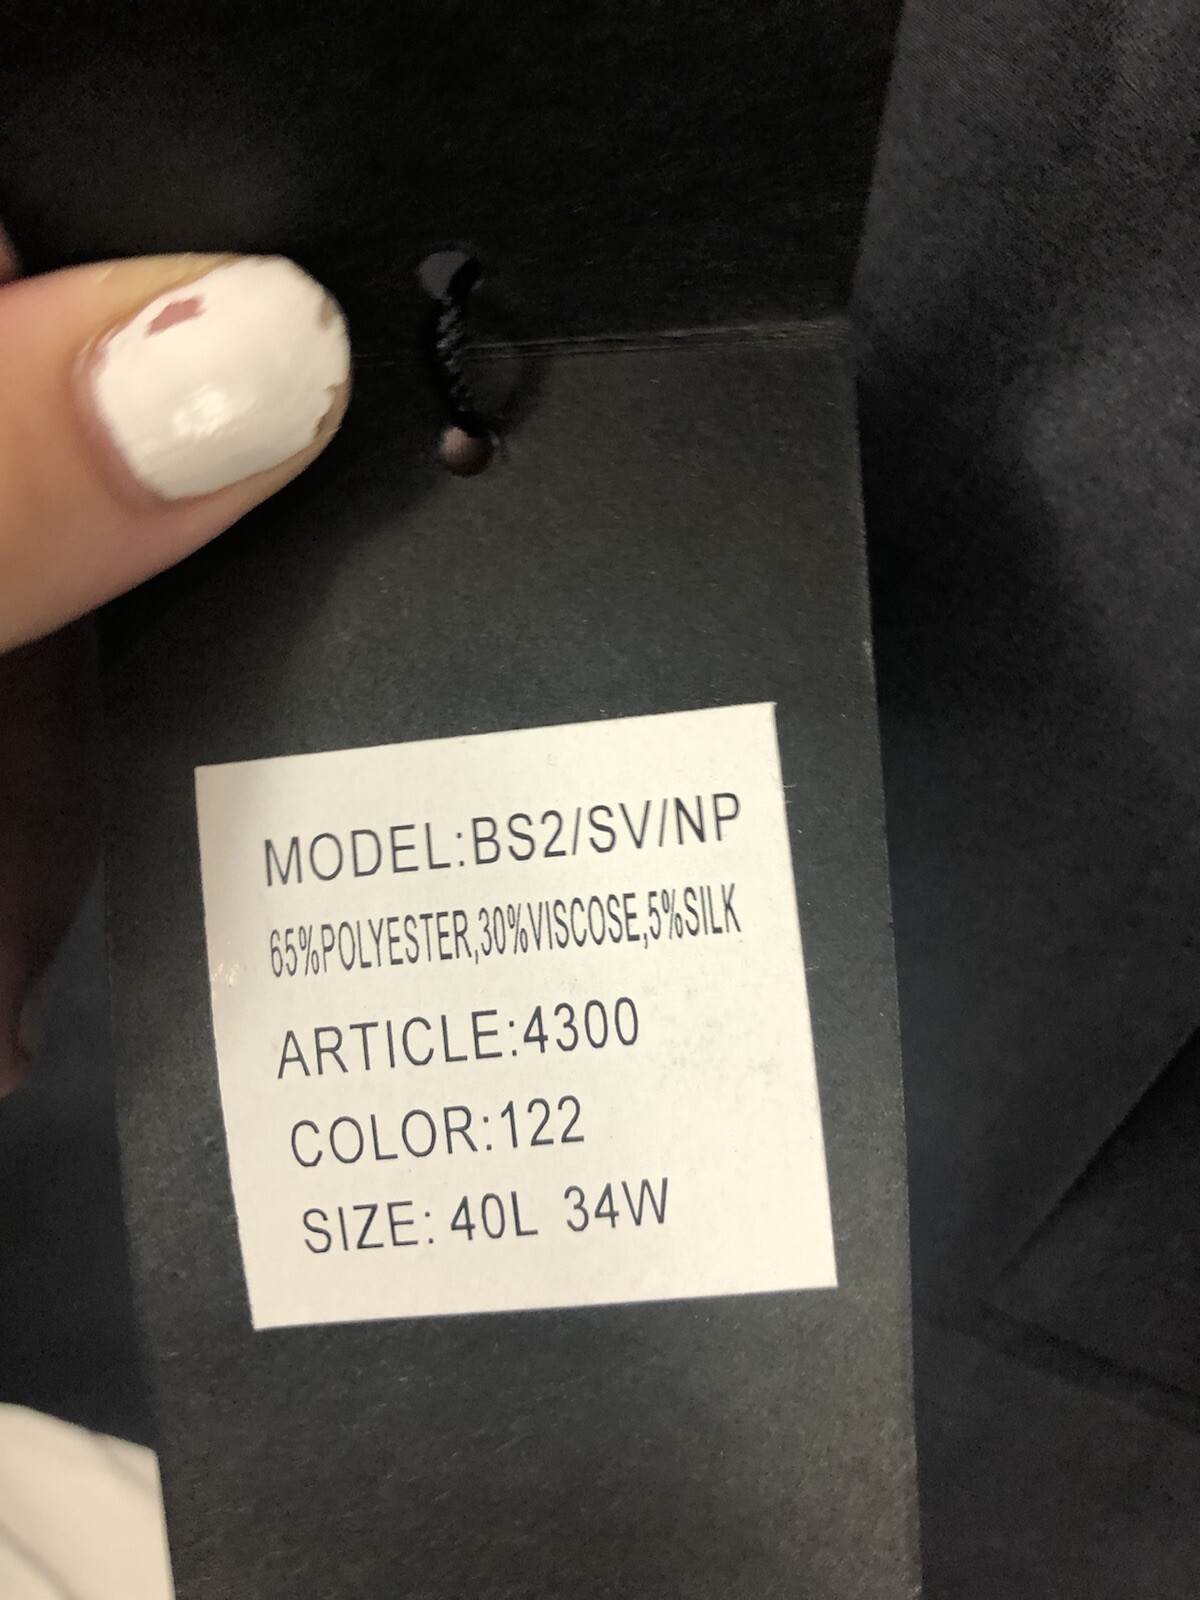 MODEL:BS2/SV/NP
65%POLYESTER,30%VISCOSE,5%SILK
ARTICLE:4300
COLOR:122
SIZE: 40L 34W